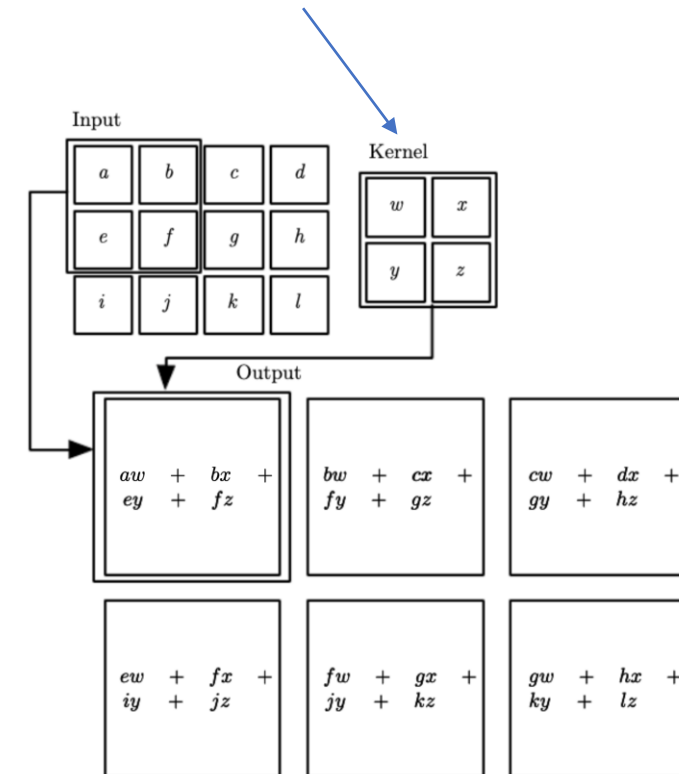 Input
Kernel
a b c d
w x
e f g h
y z
i j k l
Output
aw + bx + bw + cx + cw + dx +
ey + fz fy + gz gy + hz
ew + fx + fw + gx + gw + hx +
iy + jz jy + kz ky + lz